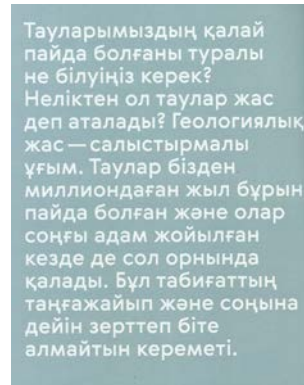 Тауларымыздың қалай
пайда болғаны туралы
не білуіңіз керек?
Неліктен ол таулар жас
деп аталады? Геологиялық
жас — салыстырмалы
ұғым. Таулар бізден
миллиондаған жыл бұрын
пайда болған және олар
соңғы адам жойылған
кезде де сол орнында
қалады. Бұл табиғаттың
таңғажайып және соңына
дейін зерттеп біте
алмайтын кереметі.